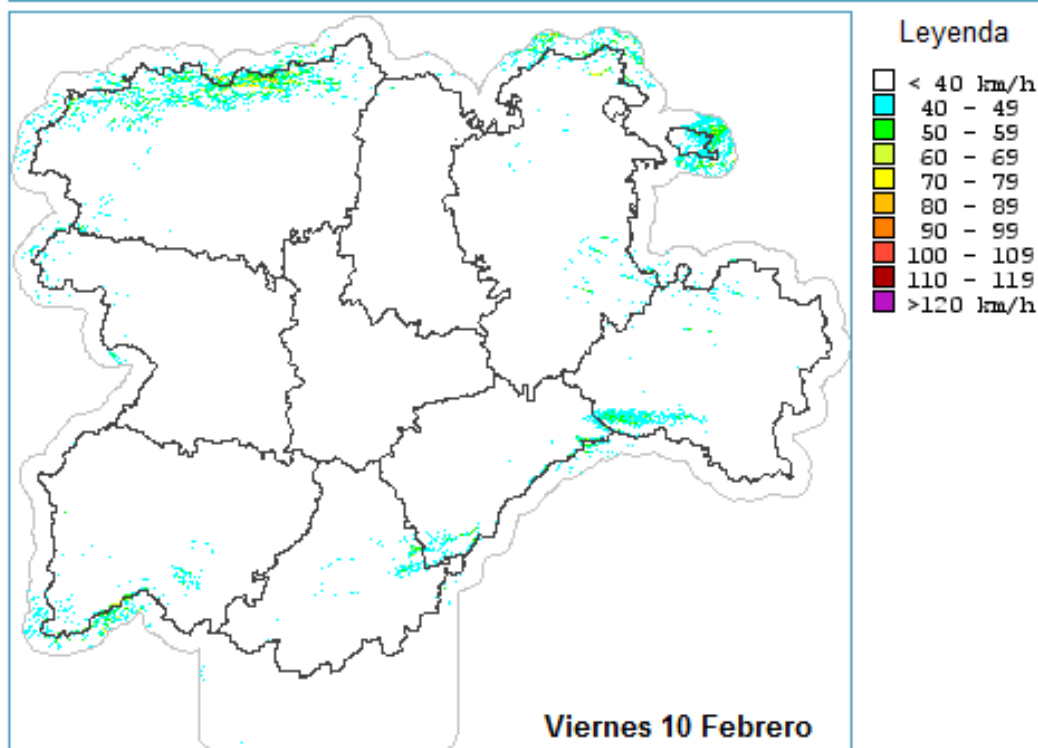 Leyenda
< 40 km/h
40 - 49
50 - 59
60 - 69
70 - 79
80 - 89
90 - 99
100 - 109
110 - 119
>120 km/h
Viernes 10 Febrero